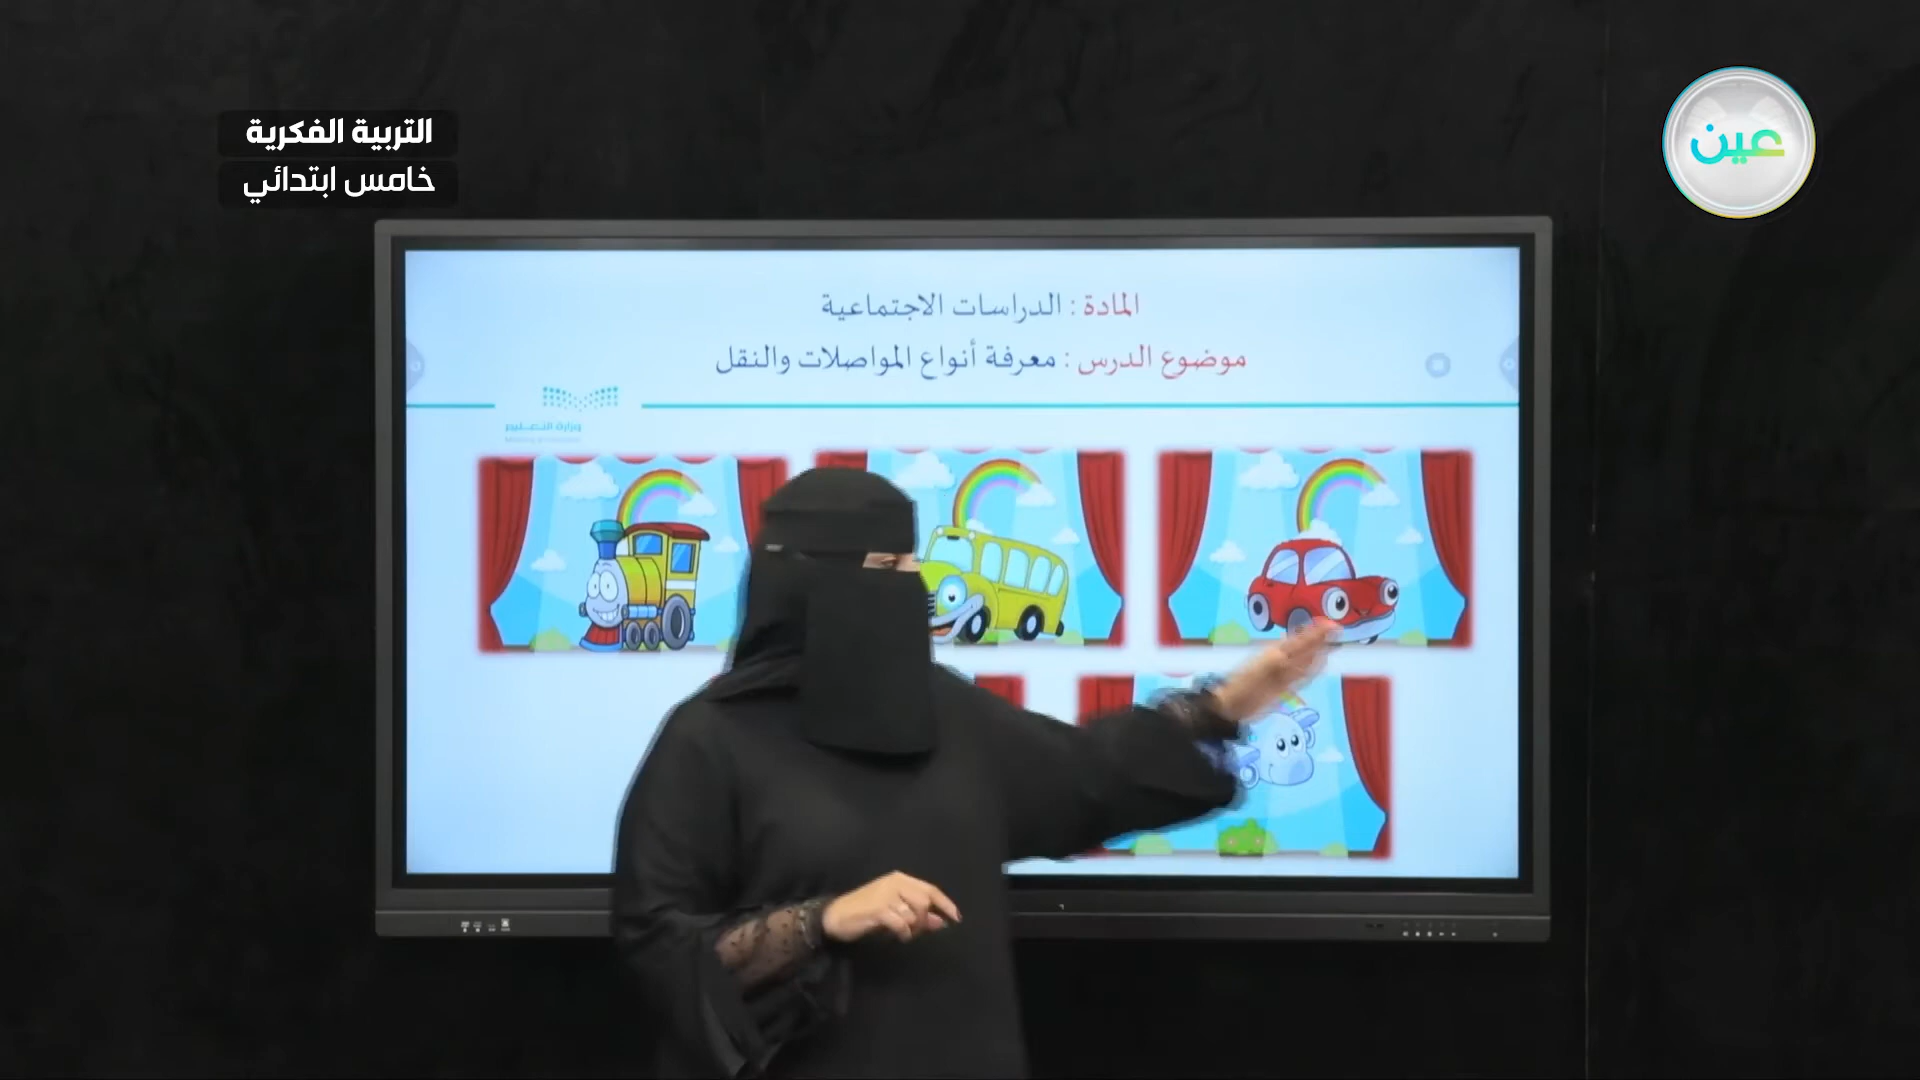 التربية الفكرية
خامس ابتدائي
عين
المادة : الدراسات الاجتماعية
موضوع الدرس : معرفة أنواع المواصلات والنقل
وزارة التعليم